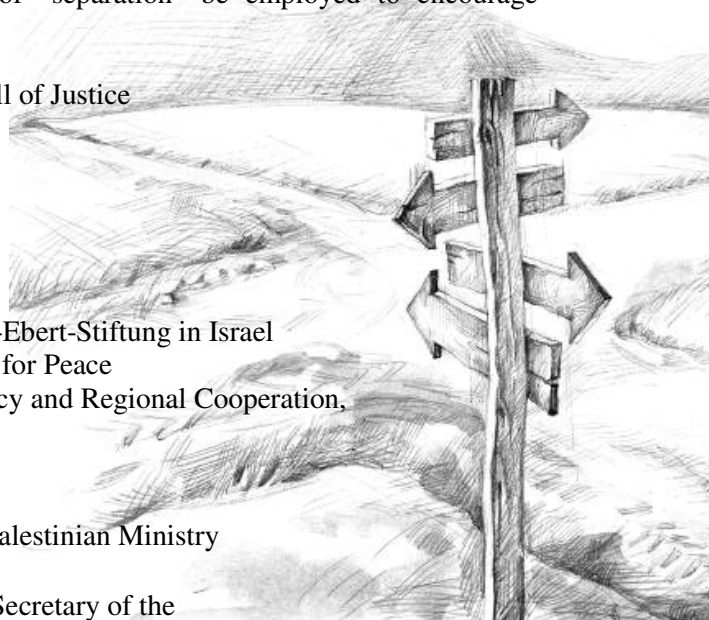 separation be employed to encourage
ll of Justice
-Ebert-Stiftung in Israel
for Peace
cy and Regional Cooperation,
alestinian Ministry
Secretary of the